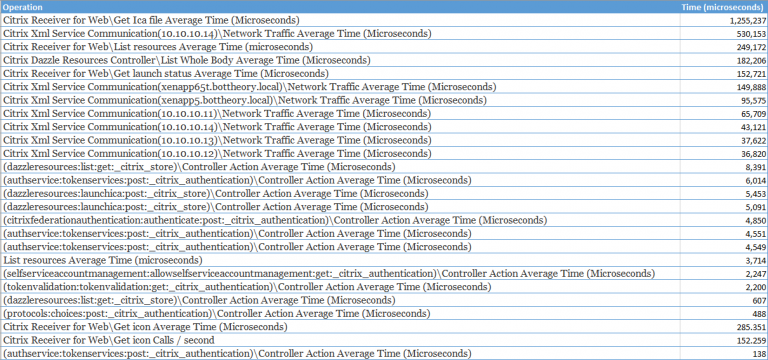 Operation Time (microseconds)
Citrix Receiver for Web\Get Ica file Average Time (Microseconds) 1,255,237
Citrix Xml Service Communication(10.10.10.14)\Network Traffic Average Time (Microseconds) 530,153
Citrix Receiver for Web\List resources Average Time (microseconds) 249,172
Citrix Dazzle Resources Controller\List Whole Body Average Time (Microseconds) 182,206
Citrix Receiver for Web\Get launch status Average Time (Microseconds) 152,721
Citrix Xml Service Communication(xenapp65t.bottheory.local)\Network Traffic Average Time (Microseconds) 149,888
Citrix Xml Service Communication(xenapp5.bottheory.local)\Network Traffic Average Time (Microseconds) 95,575
Citrix Xml Service Communication(10.10.10.11)\Network Traffic Average Time (Microseconds) 65,709
Citrix Xml Service Communication(10.10.10.14)\Network Traffic Average Time (Microseconds) 43,121
Citrix Xml Service Communication(10.10.10.13)\Network Traffic Average Time (Microseconds) 37,622
Citrix Xml Service Communication(10.10.10.12)\Network Traffic Average Time (Microseconds) 36,820
(dazzleresources:list:get:_citrix_store)\Controller Action Average Time (Microseconds) 8,391
(authservice:tokenservices:post:_citrix_authentication)\Controller Action Average Time (Microseconds) 6,014
(dazzleresources:launchica:post:_citrix_store)\Controller Action Average Time (Microseconds) 5,453
(dazzleresources:launchica:post:_citrix_store)\Controller Action Average Time (Microseconds) 5,091
(citrixfederationauthentication:authenticate:post:_citrix_authentication)\Controller Action Average Time (Microseconds) 4,850
(authservice:tokenservices:post:_citrix_authentication)\Controller Action Average Time (Microseconds) 4,551
(authservice:tokenservices:post:_citrix_authentication)\Controller Action Average Time (Microseconds) 4,549
List resources Average Time (microseconds) 3,714
(selfserviceaccountmanagement:allowselfserviceaccountmanagement:get:_citrix_authentication)\Controller Action Average Time (Microseconds) 2,247
(tokenvalidation:tokenvalidation:get:_citrix_authentication)\Controller Action Average Time (Microseconds) 2,200
(dazzleresources:list:get:_citrix_store)\Controller Action Average Time (Microseconds) 607
(protocols:choices:post:_citrix_authentication)\Controller Action Average Time (Microseconds) 488
Citrix Receiver for Web\Get icon Average Time (Microseconds) 285.351
Citrix Receiver for Web\Get icon Calls / second 152.259
(authservice:tokenservices:post:_citrix_authentication)\Controller Action Average Time (Microseconds) 138